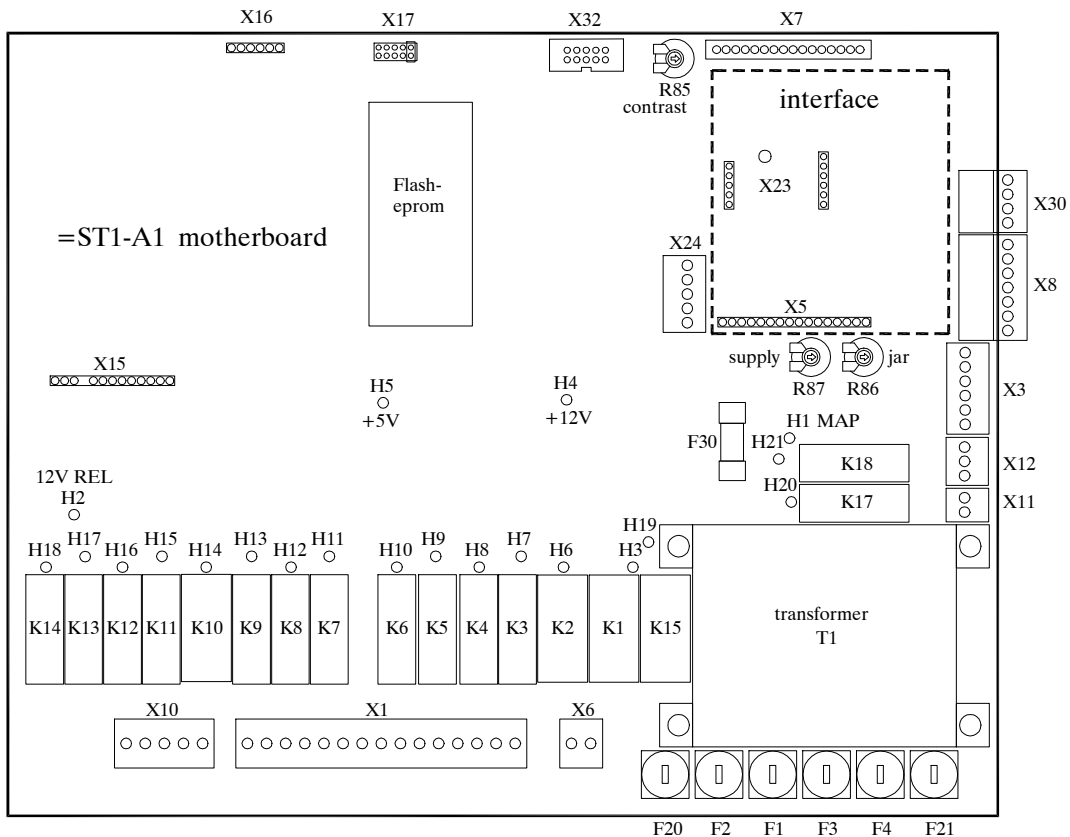 X16
X17
X32
X7
R85
contrast
interface
Flash-
eprom
X23
X30
=ST1-A1 motherboard
X24
X8
X5
supply
jar
X15
R87
R86
H5
+5V
H4
+12V
X3
H1 MAP
F30
H21
K18
X12
12V REL
H2
H20
K17
X11
H19
H18
H17
H16
H15
H14
H13
H12
H11
H10
H9
H8
H7
H6
H3
K14
K13
K12
K11
K10
K9
K8
K7
K6
K5
K4
K3
K2
K1
K15
transformer
T1
X10
X1
X6
F20
F2
F1
F3
F4
F21